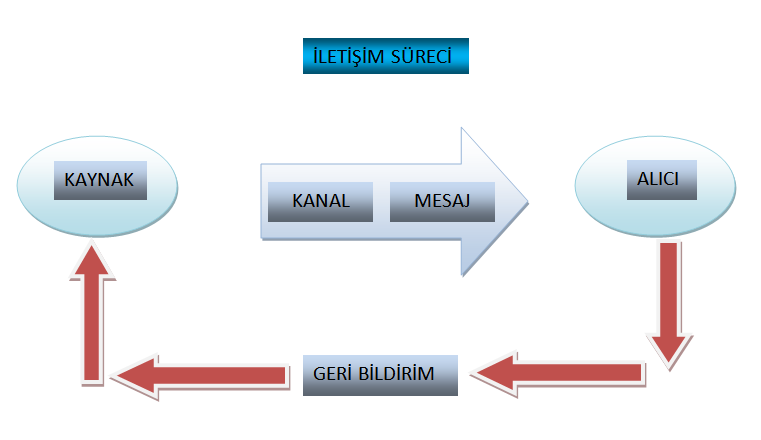 İLETİŞİM SÜRECİ
KAYNAK
KANAL
MESAJ
ALICI
GERİ BİLDİRİM